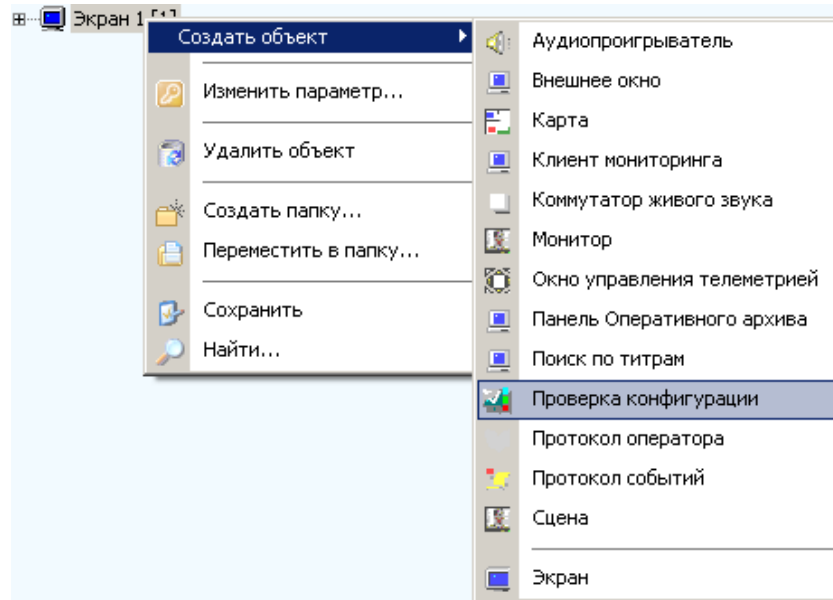 Экран 1 [1]
Создать объект
Изменить параметр...
Удалить объект
Создать папку...
Переместить в папку...
Сохранить
Найти...
Аудиопроигрыватель
Внешнее окно
Карта
Клиент мониторинга
Коммутатор живого звука
Монитор
Окно управления телеметрией
Панель Оперативного архива
Поиск по титрам
Проверка конфигурации
Протокол оператора
Протокол событий
Сцена
Экран